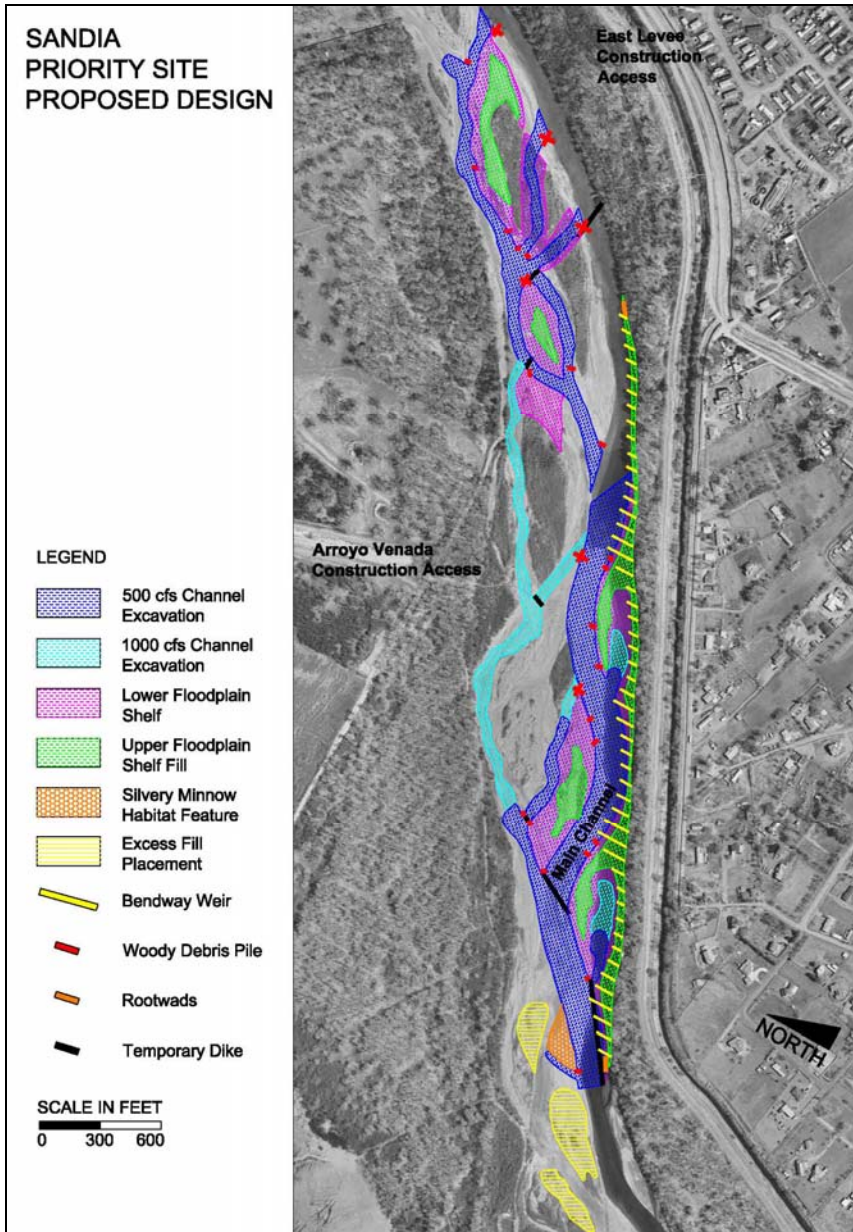 SANDIA
PRIORITY SITE
PROPOSED DESIGN
East Levee
Construction
Access
Arroyo Venada
Construction Access
Main Channel
NORTH
LEGEND
500 cfs Channel
Excavation
1000 cfs Channel
Excavation
Lower Floodplain
Shelf
Upper Floodplain
Shelf Fill
Silvery Minnow
Habitat Feature
Excess Fill
Placement
Bendway Weir
Woody Debris Pile
Rootwads
Temporary Dike
SCALE IN FEET
0 300 600